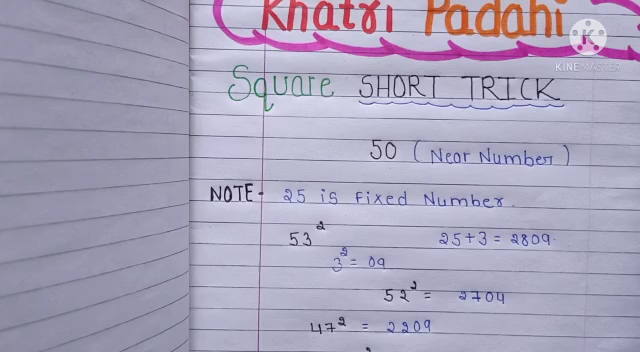 Khatri Padahi
KINEMASTER
Square SHORT TRICK
50 (Near Number)
NOTE - 25 is Fixed Number.
53² 25+3 = 2809.
3² = 09
52² = 2704
47² = 2209